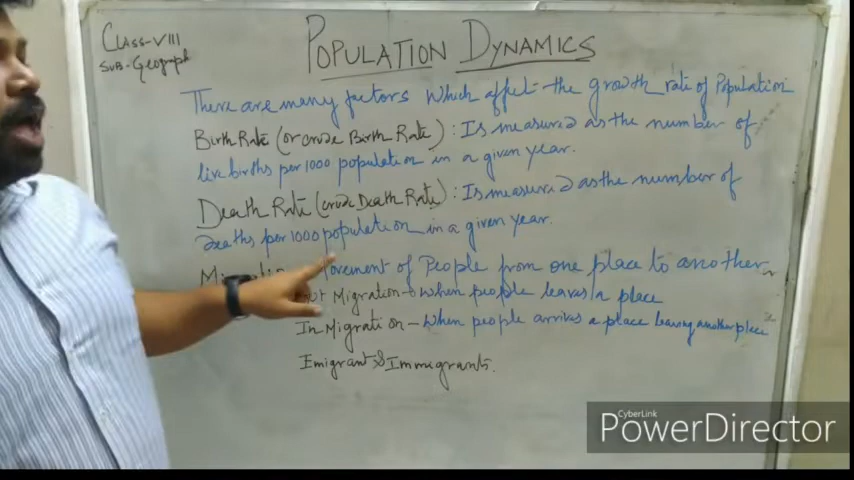 CLASS-VIII
SUB-Geograph
POPULATION DYNAMICS
There are many factors which affect the growth rate of Population
Birth Rate (or crude Birth Rate) : Is measured as the number of
live births per 1000 population in a given year.
Death Rate (crude Death Rate) : Is measured as the number of
Deaths per 1000 population in a given year.
ovement of People from one place to another
ut Migration → when people leaves a place
In Migration - when people arrives a place leaving another place
Emigrant & Immigrants.
CyberLink
PowerDirector